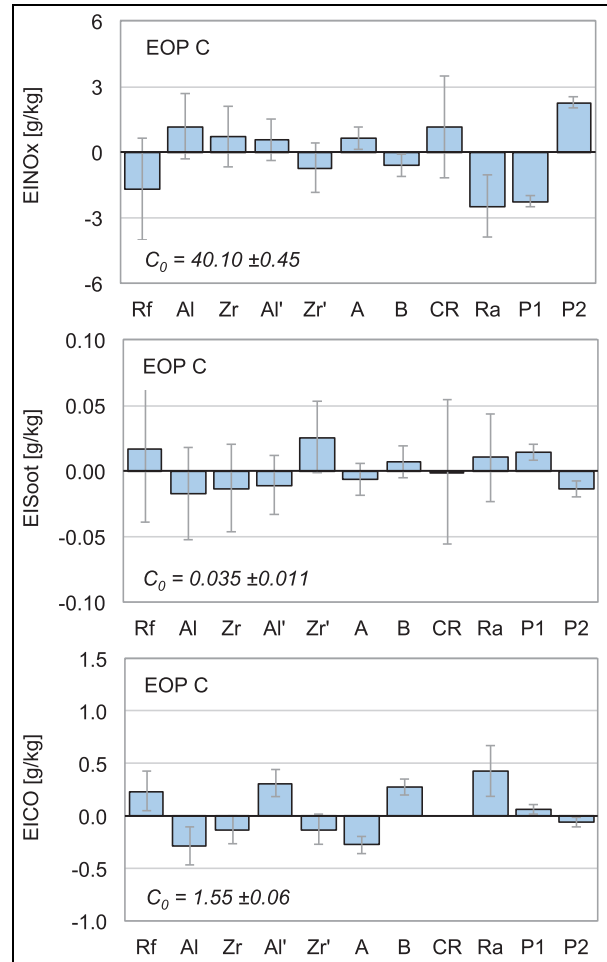 6
EOP C
3
0
-3
C₀ = 40.10 ±0.45
-6
EINOx [g/kg]
Rf Al Zr Al' Zr' A B CR Ra P1 P2
0.10
EOP C
0.05
0.00
-0.05
C₀ = 0.035 ±0.011
-0.10
EISoot [g/kg]
Rf Al Zr Al' Zr' A B CR Ra P1 P2
1.5
EOP C
1.0
0.5
0.0
-0.5
C₀ = 1.55 ±0.06
-1.0
EICO [g/kg]
Rf Al Zr Al' Zr' A B CR Ra P1 P2